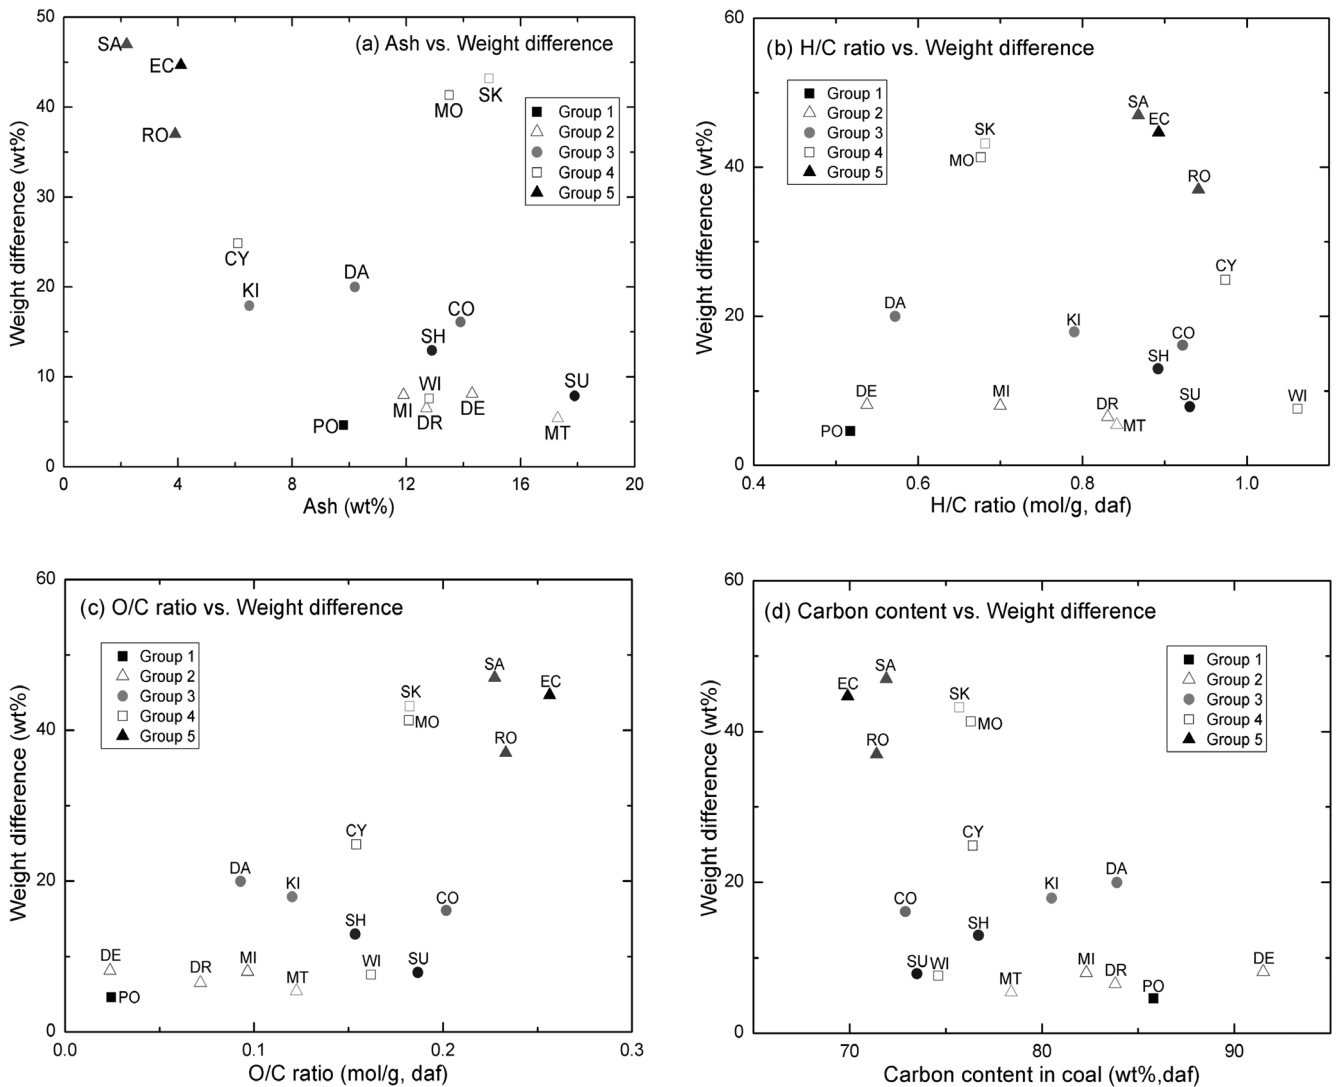 (a) Ash vs. Weight difference
Weight difference (wt%)
50
40
30
20
10
0
SA
EC
RO
MO
SK
Group 1
Group 2
Group 3
Group 4
Group 5
CY
KI
DA
CO
SH
WI
SU
MI
DR
DE
PO
MT
0 4 8 12 16 20
Ash (wt%)
(b) H/C ratio vs. Weight difference
Weight difference (wt%)
60
40
20
0
Group 1
Group 2
Group 3
Group 4
Group 5
SA
EC
SK
MO
RO
CY
DA
KI
CO
SH
DE
MI
SU
WI
DR
MT
PO
0.4 0.6 0.8 1.0
H/C ratio (mol/g, daf)
(c) O/C ratio vs. Weight difference
Weight difference (wt%)
60
40
20
0
Group 1
Group 2
Group 3
Group 4
Group 5
SA
EC
SK
MO
RO
CY
DA
KI
CO
SH
DE
DR
MI
MT
WI
SU
PO
0.0 0.1 0.2 0.3
O/C ratio (mol/g, daf)
(d) Carbon content vs. Weight difference
Weight difference (wt%)
60
40
20
0
Group 1
Group 2
Group 3
Group 4
Group 5
SA
EC
SK
MO
RO
CY
DA
KI
CO
SH
SU
WI
MT
MI
DR
PO
DE
70 80 90
Carbon content in coal (wt%,daf)